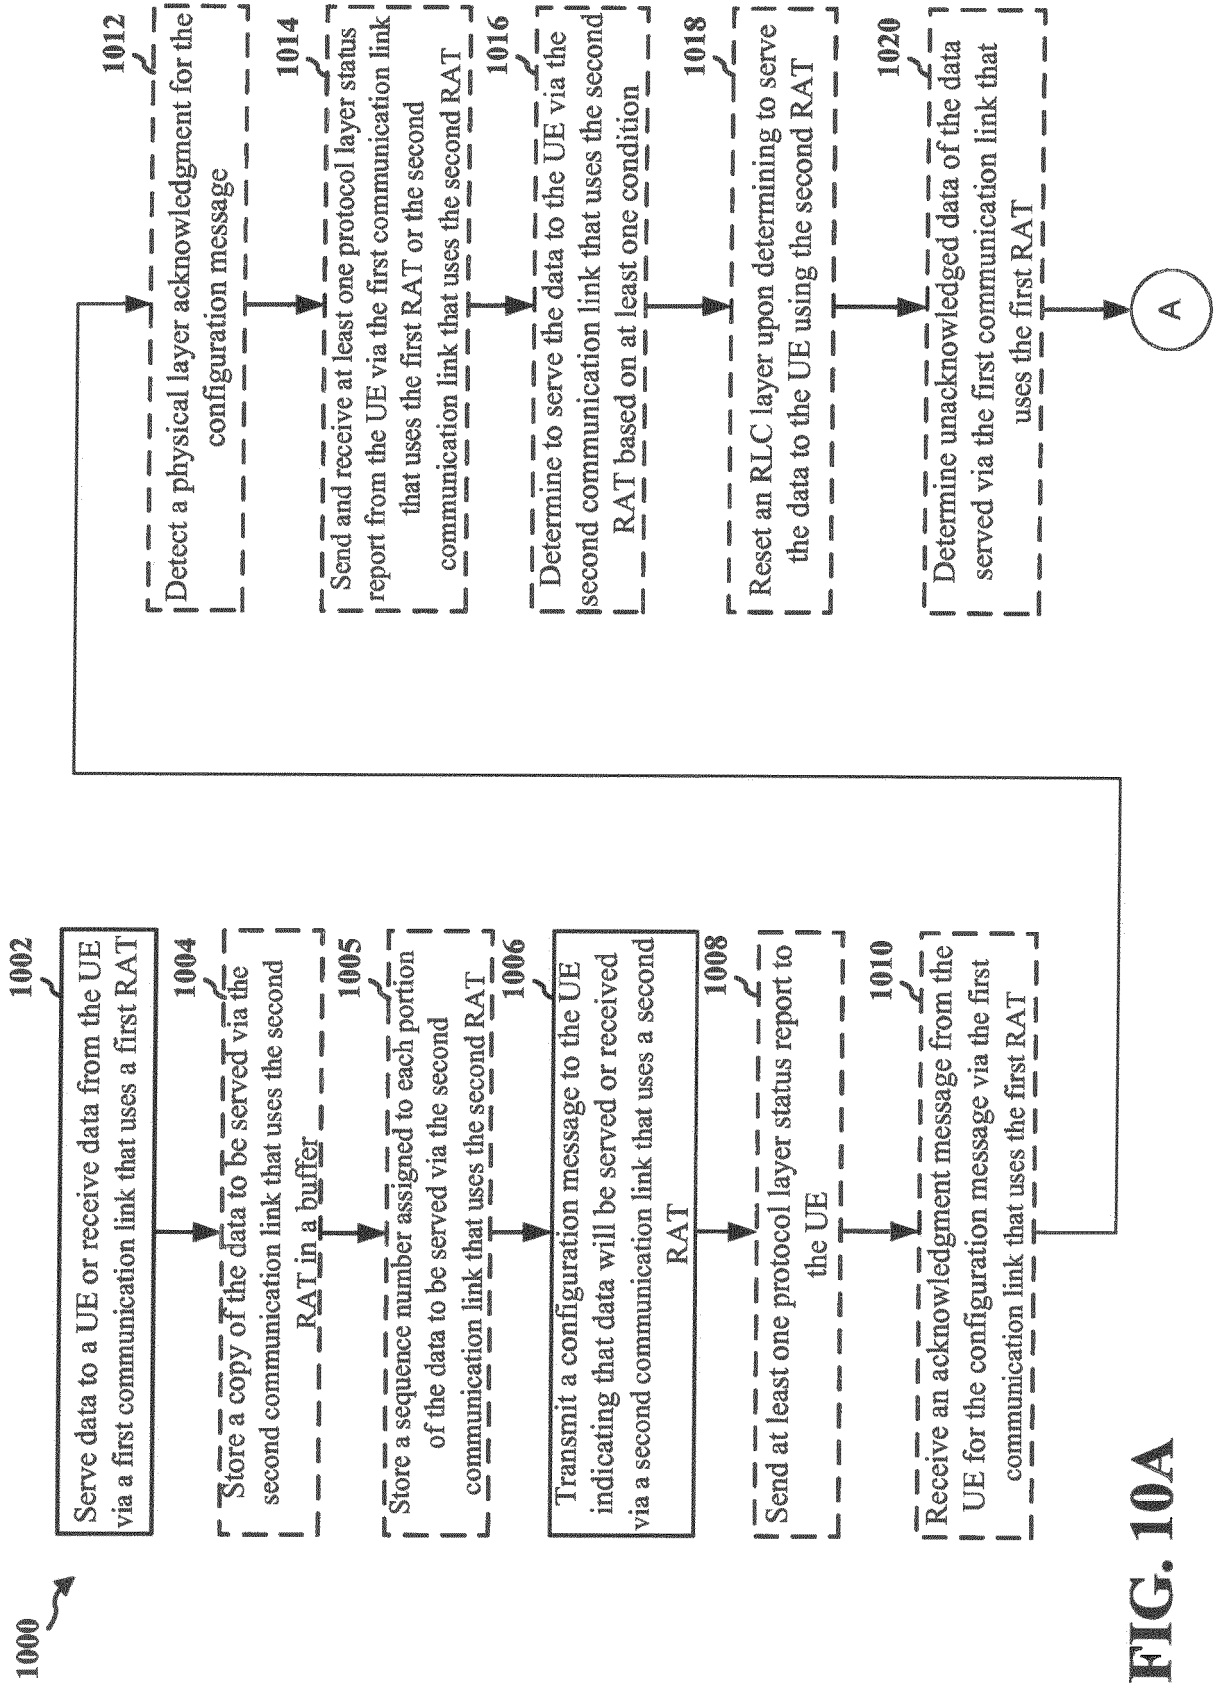 1000
1002
Serve data to a UE or receive data from the UE
via a first communication link that uses a first RAT
1004
Store a copy of the data to be served via the
second communication link that uses the second
RAT in a buffer
1005
Store a sequence number assigned to each portion
of the data to be served via the second
communication link that uses the second RAT
1006
Transmit a configuration message to the UE
indicating that data will be served or received
via a second communication link that uses a second
RAT
1008
Send at least one protocol layer status report to
the UE
1010
Receive an acknowledgment message from the
UE for the configuration message via the first
communication link that uses the first RAT
1012
Detect a physical layer acknowledgment for the
configuration message
1014
Send and receive at least one protocol layer status
report from the UE via the first communication link
that uses the first RAT or the second
communication link that uses the second RAT
1016
Determine to serve the data to the UE via the
second communication link that uses the second
RAT based on at least one condition
1018
Reset an RLC layer upon determining to serve
the data to the UE using the second RAT
1020
Determine unacknowledged data of the data
served via the first communication link that
uses the first RAT
A
FIG. 10A